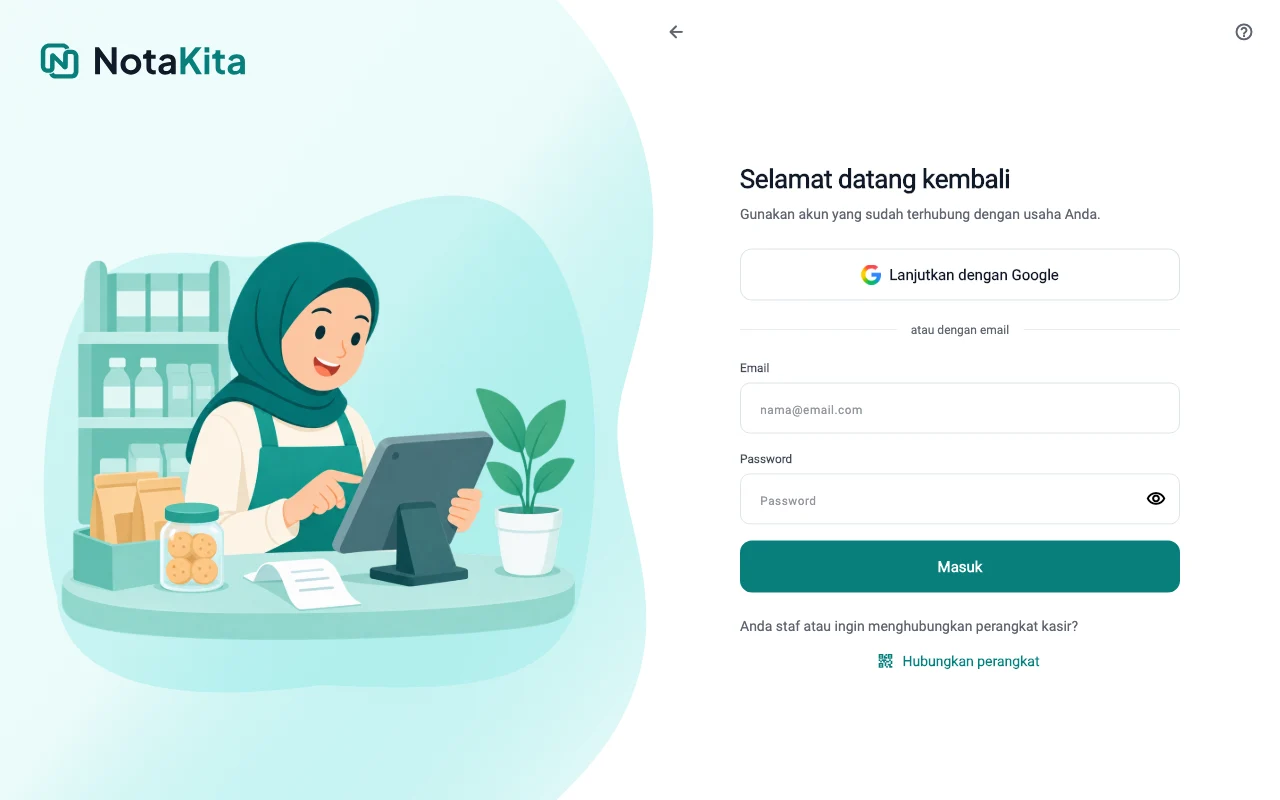 NotaKita
Selamat datang kembali
Gunakan akun yang sudah terhubung dengan usaha Anda.
Lanjutkan dengan Google
atau dengan email
Email
nama@email.com
Password
Password
Masuk
Anda staf atau ingin menghubungkan perangkat kasir?
Hubungkan perangkat